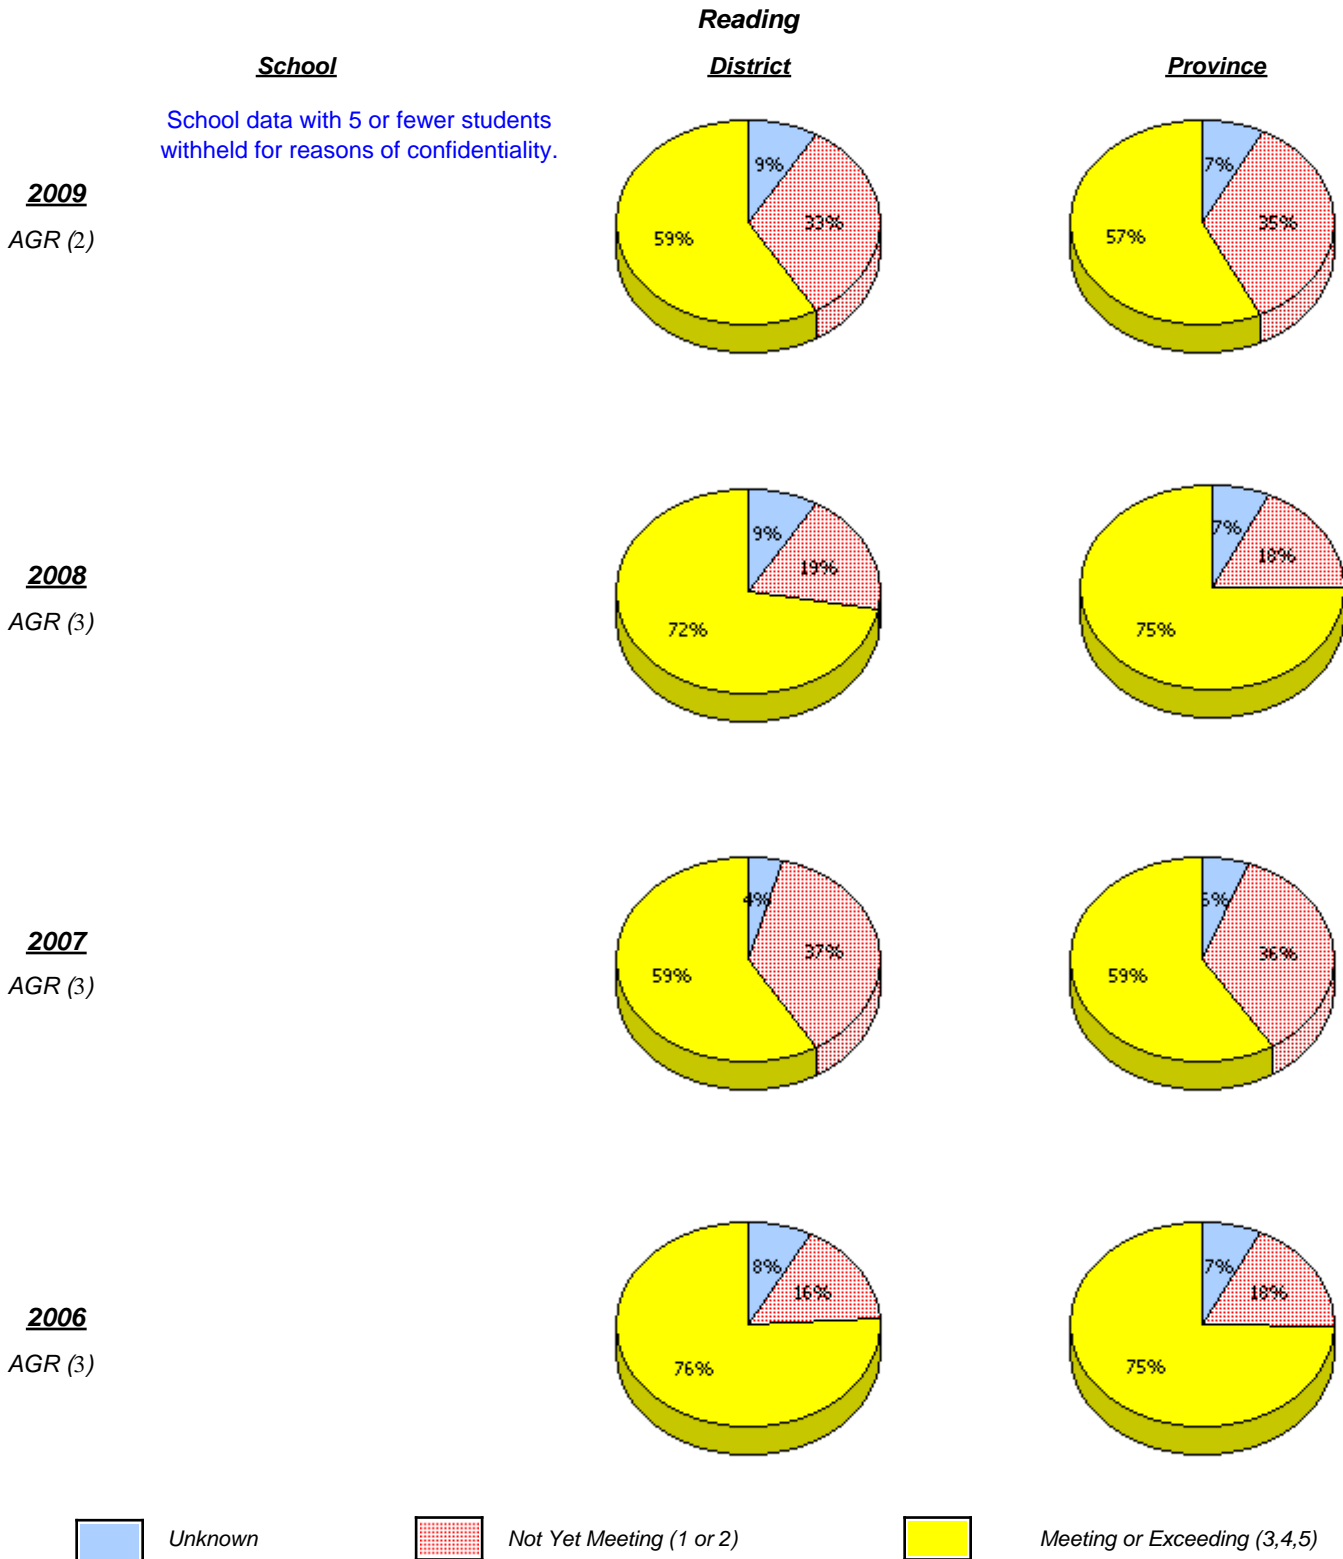 Reading
School
District
Province
School data with 5 or fewer students
withheld for reasons of confidentiality.
2009
AGR (2)
9%
33%
59%
7%
35%
57%
2008
AGR (3)
9%
19%
72%
7%
18%
75%
2007
AGR (3)
4%
37%
59%
5%
36%
59%
2006
AGR (3)
8%
16%
76%
7%
18%
75%
Unknown
Not Yet Meeting (1 or 2)
Meeting or Exceeding (3,4,5)